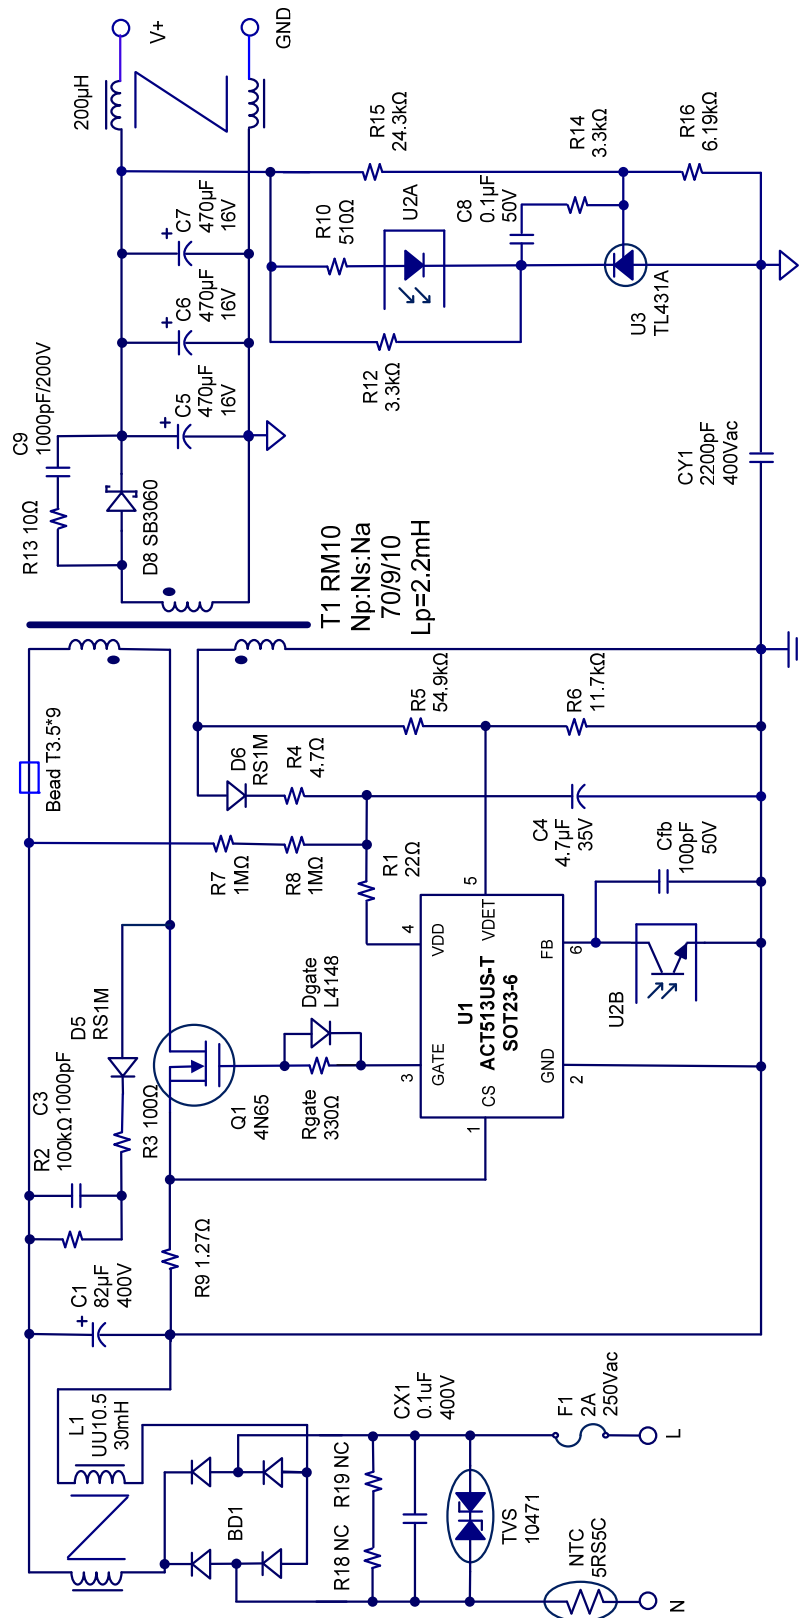 V+
GND
200μH
C7
470μF
16V
C6
470μF
16V
C5
470μF
16V
R15
24.3kΩ
R10
510Ω
U2A
C8
0.1μF
50V
R14
3.3kΩ
R16
6.19kΩ
U3
TL431A
R12
3.3kΩ
C9
1000pF/200V
R13 10Ω
D8 SB3060
CY1
2200pF
400Vac
T1 RM10
Np:Ns:Na
70/9/10
Lp=2.2mH
Bead T3.5*9
D6
RS1M
R4
4.7Ω
R5
54.9kΩ
R6
11.7kΩ
R7
1MΩ
R8
1MΩ
R1
22Ω
C4
4.7μF
35V
Cfb
100pF
50V
5
VDET
4
VDD
FB
6
U1
ACT513US-T
SOT23-6
GATE
3
GND
2
CS
1
U2B
Dgate
L4148
Rgate
330Ω
Q1
4N65
D5
RS1M
C3
1000pF
R2
100kΩ
R3 100Ω
R9 1.27Ω
C1
82μF
400V
L1
UU10.5
30mH
BD1
R19 NC
R18 NC
CX1
0.1uF
400V
TVS
10471
F1
2A
250Vac
L
NTC
5RS5C
N